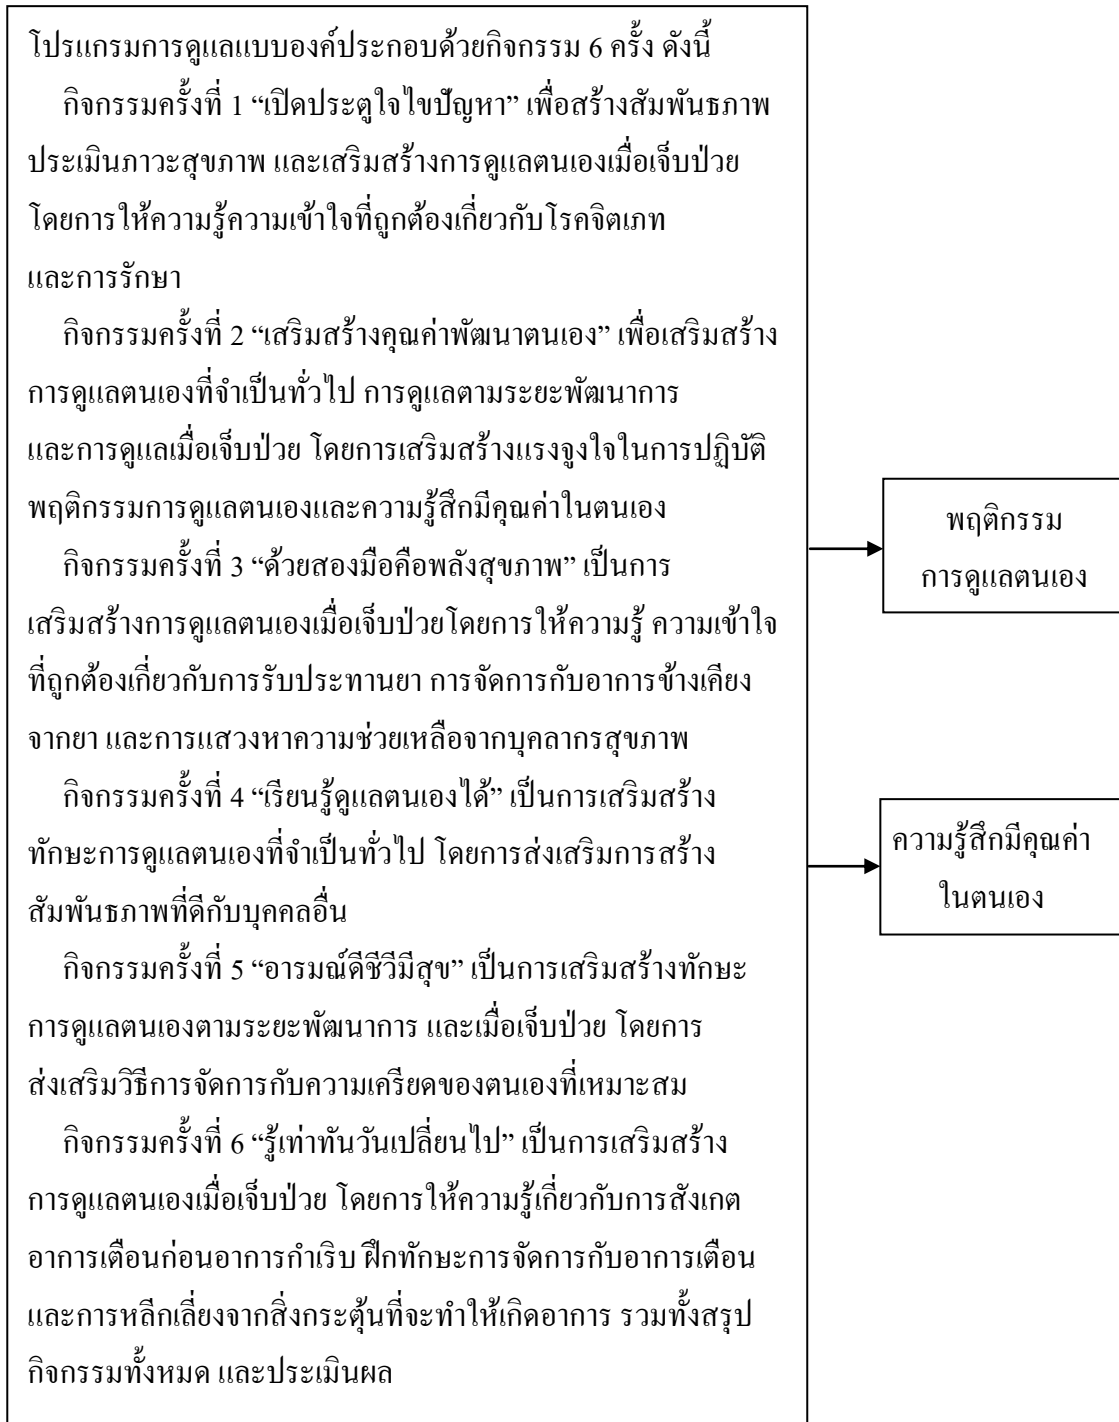 โปรแกรมการดูแลแบบองค์ประกอบด้วยกิจกรรม 6 ครั้ง ดังนี้
กิจกรรมครั้งที่ 1 “เปิดประตูใจไขปัญหา” เพื่อสร้างสัมพันธภาพ
ประเมินภาวะสุขภาพ และเสริมสร้างการดูแลตนเองเมื่อเจ็บป่วย
โดยการให้ความรู้ความเข้าใจที่ถูกต้องเกี่ยวกับโรคจิตเภท
และการรักษา
กิจกรรมครั้งที่ 2 “เสริมสร้างคุณค่าพัฒนาตนเอง” เพื่อเสริมสร้าง
การดูแลตนเองที่จำเป็นทั่วไป การดูแลตามระยะพัฒนาการ
และการดูแลเมื่อเจ็บป่วย โดยการเสริมสร้างแรงจูงใจในการปฏิบัติ
พฤติกรรมการดูแลตนเองและความรู้สึกมีคุณค่าในตนเอง
กิจกรรมครั้งที่ 3 “ด้วยสองมือคือพลังสุขภาพ” เป็นการ
เสริมสร้างการดูแลตนเองเมื่อเจ็บป่วยโดยการให้ความรู้ ความเข้าใจ
ที่ถูกต้องเกี่ยวกับการรับประทานยา การจัดการกับอาการข้างเคียง
จากยา และการแสวงหาความช่วยเหลือจากบุคลากรสุขภาพ
กิจกรรมครั้งที่ 4 “เรียนรู้ดูแลตนเองได้” เป็นการเสริมสร้าง
ทักษะการดูแลตนเองที่จำเป็นทั่วไป โดยการส่งเสริมการสร้าง
สัมพันธภาพที่ดีกับบุคคลอื่น
กิจกรรมครั้งที่ 5 “อารมณ์ดีชีวีมีสุข” เป็นการเสริมสร้างทักษะ
การดูแลตนเองตามระยะพัฒนาการ และเมื่อเจ็บป่วย โดยการ
ส่งเสริมวิธีการจัดการกับความเครียดของตนเองที่เหมาะสม
กิจกรรมครั้งที่ 6 “รู้เท่าทันวันเปลี่ยนไป” เป็นการเสริมสร้าง
การดูแลตนเองเมื่อเจ็บป่วย โดยการให้ความรู้เกี่ยวกับการสังเกต
อาการเตือนก่อนอาการกำเริบ ฝึกทักษะการจัดการกับอาการเตือน
และการหลีกเลี่ยงจากสิ่งกระตุ้นที่จะทำให้เกิดอาการ รวมทั้งสรุป
กิจกรรมทั้งหมด และประเมินผล
พฤติกรรม
การดูแลตนเอง
ความรู้สึกมีคุณค่า
ในตนเอง